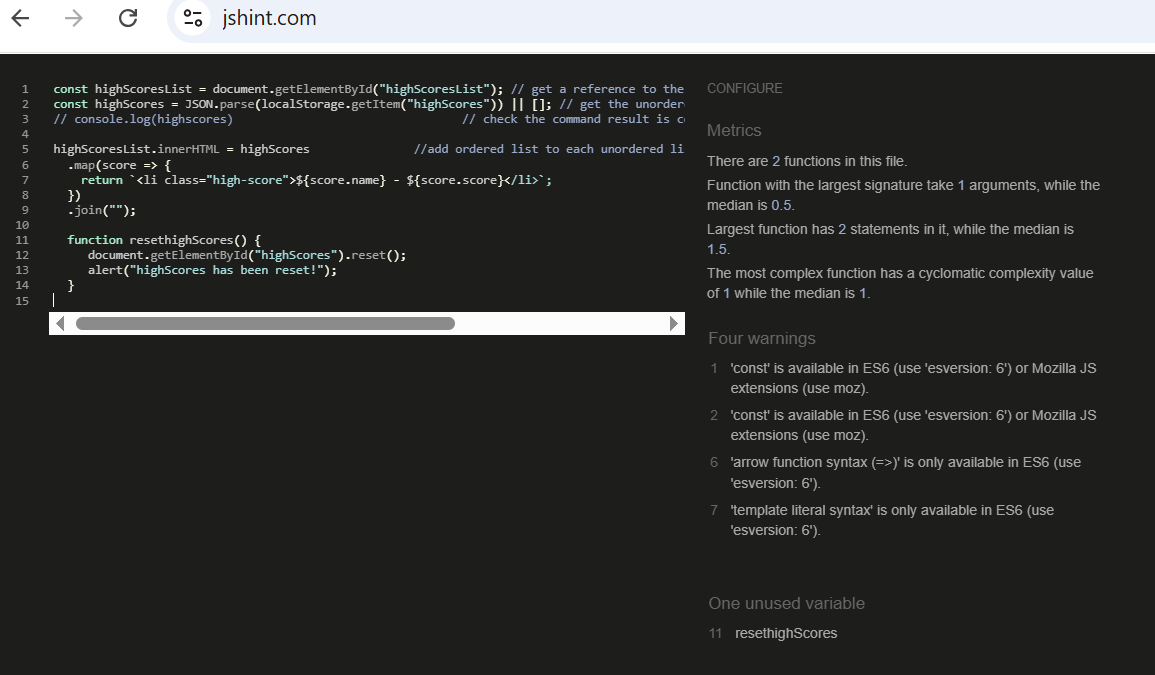 jshint.com
1 const highScoresList = document.getElementById("highScoresList"); // get a reference to the
2 const highScores = JSON.parse(localStorage.getItem("highScores")) || []; // get the unorder
3 // console.log(highscores) // check the command result is
4
5 highScoresList.innerHTML = highScores //add ordered list to each unordered li
6 .map(score => {
7 return `<li class="high-score">${score.name} - ${score.score}</li>`;
8 })
9 .join("");
10
11 function resethighScores() {
12 document.getElementById("highScores").reset();
13 alert("highScores has been reset!");
14 }
15
CONFIGURE
Metrics
There are 2 functions in this file.
Function with the largest signature take 1 arguments, while the
median is 0.5.
Largest function has 2 statements in it, while the median is
1.5.
The most complex function has a cyclomatic complexity value
of 1 while the median is 1.
Four warnings
1 'const' is available in ES6 (use 'esversion: 6') or Mozilla JS
extensions (use moz).
2 'const' is available in ES6 (use 'esversion: 6') or Mozilla JS
extensions (use moz).
6 'arrow function syntax (=>)' is only available in ES6 (use
'esversion: 6').
7 'template literal syntax' is only available in ES6 (use
'esversion: 6').
One unused variable
11 resethighScores